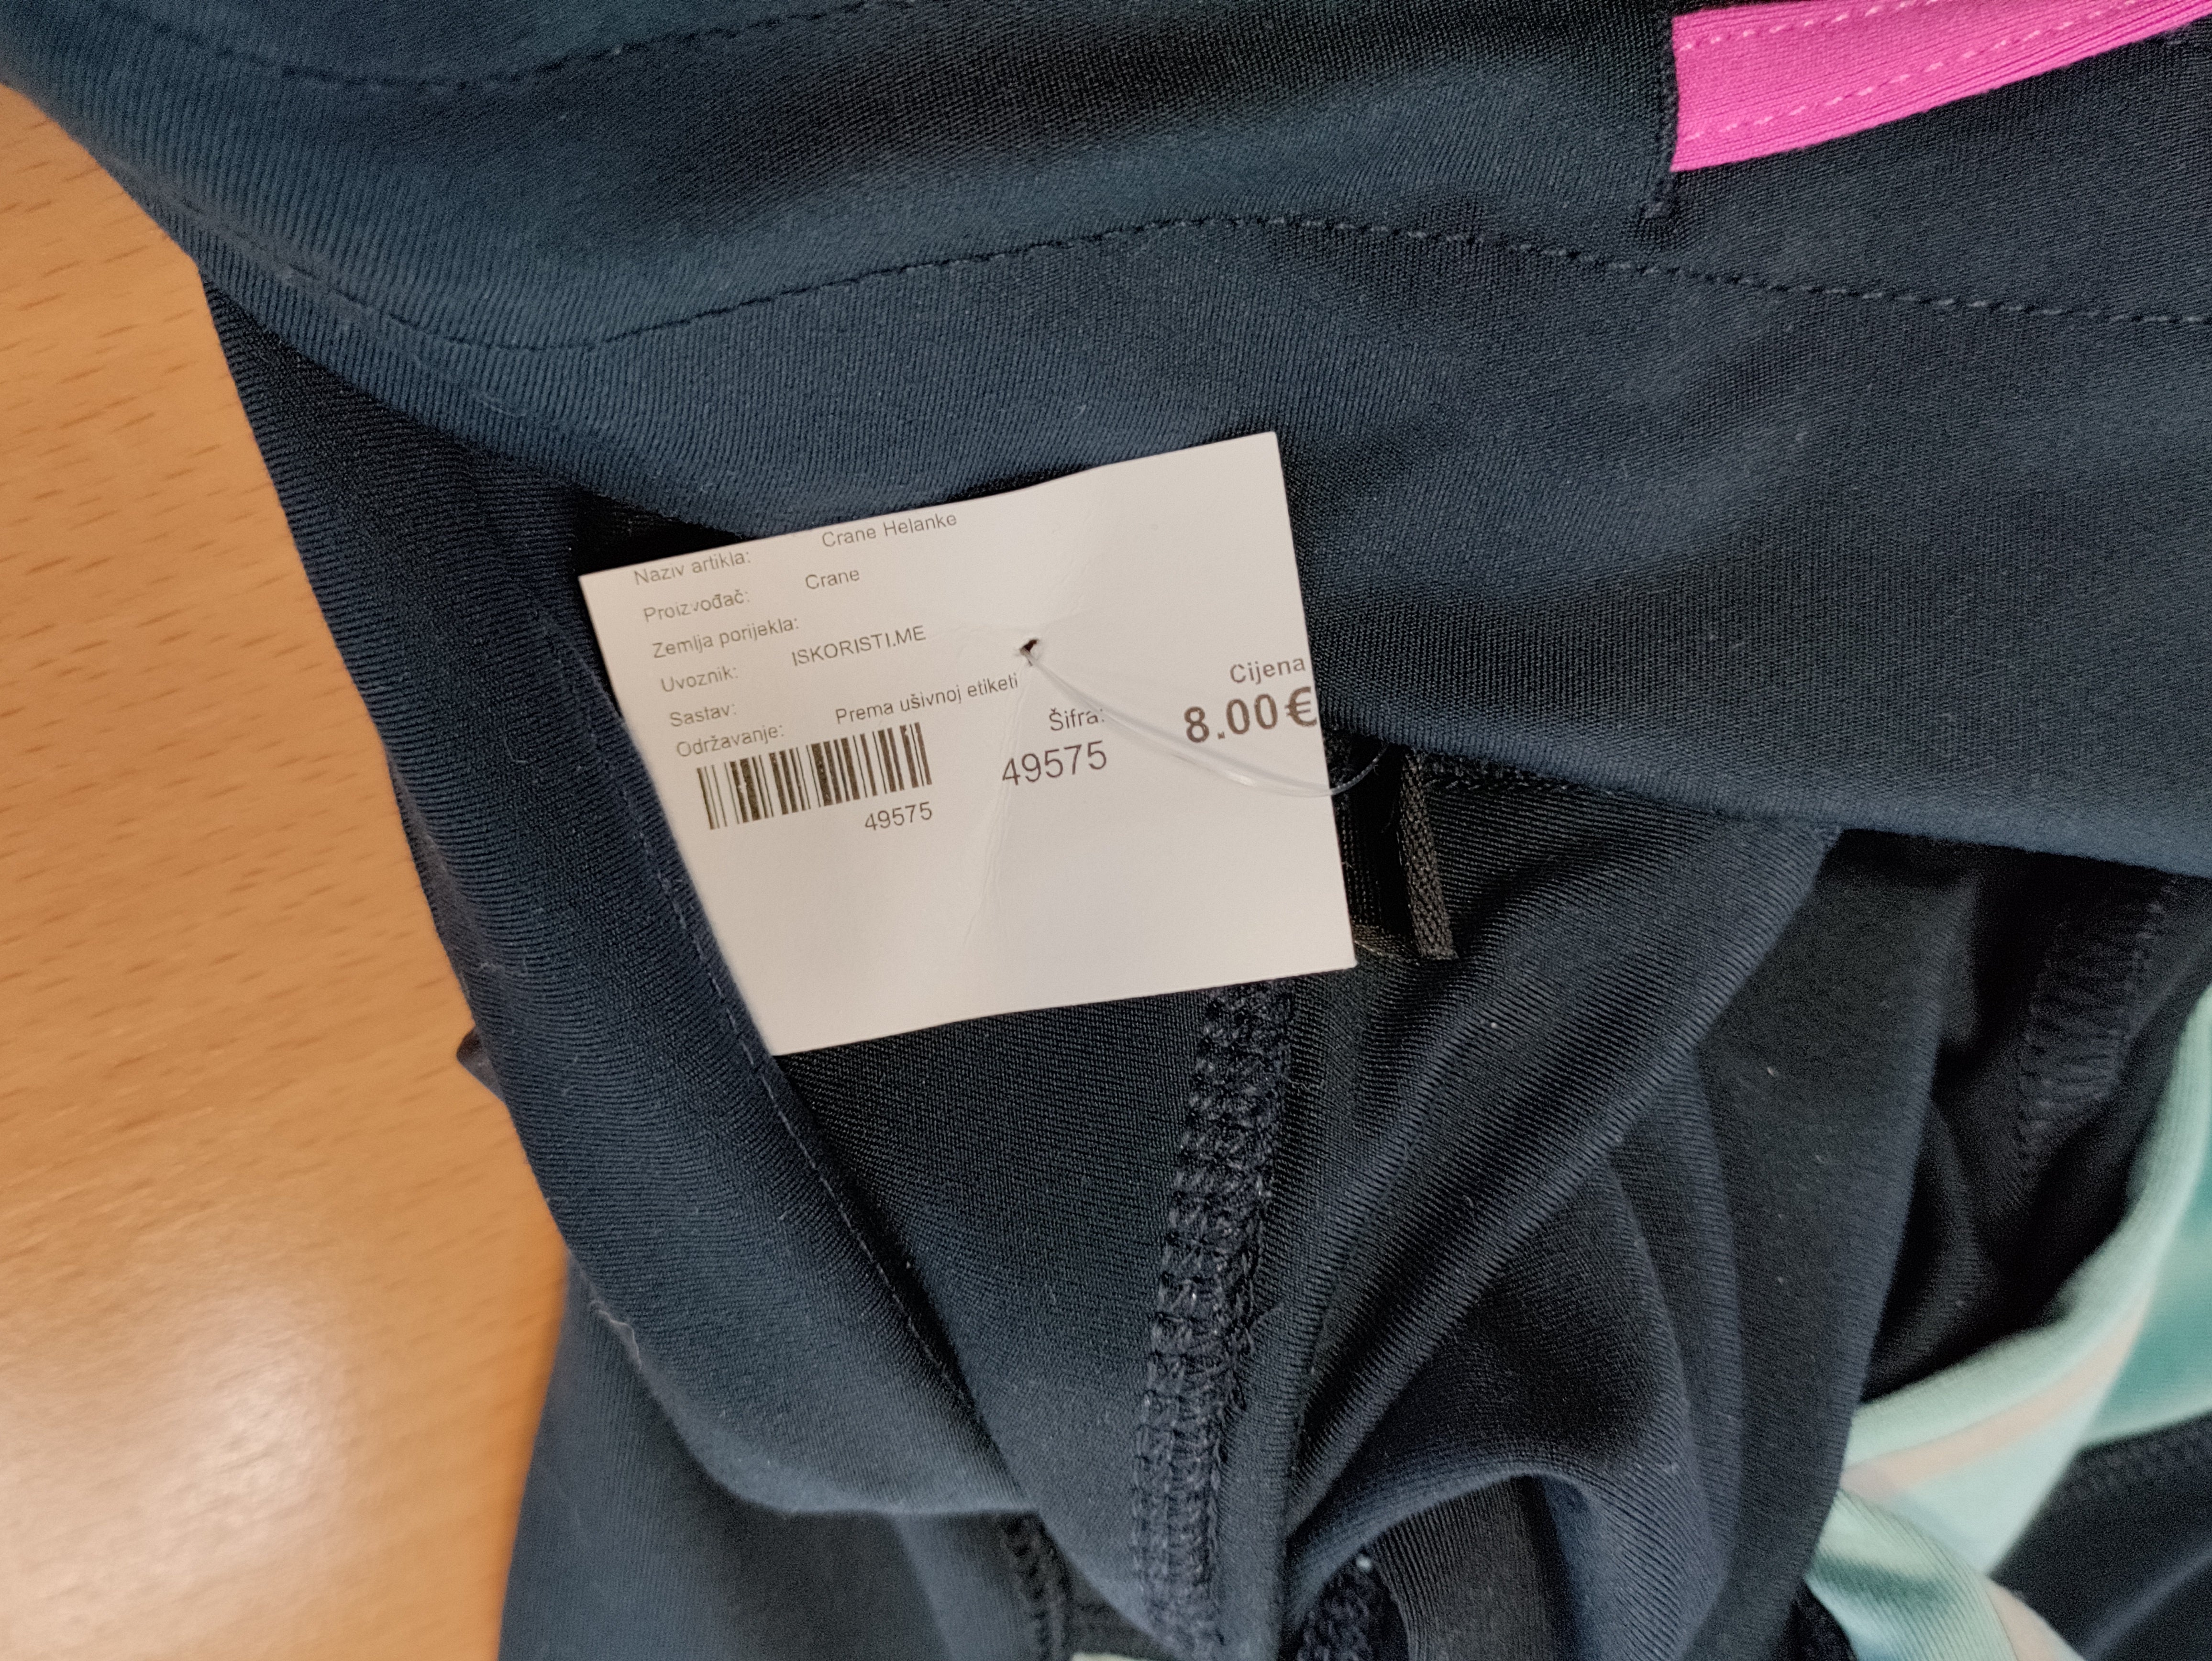 Naziv artikla: Crane Helanke
Proizvođač: Crane
Zemlja porijekla:
Uvoznik: ISKORISTI.ME
Sastav:
Održavanje: Prema ušivnoj etiketi
49575
Šifra:
49575
Cijena
8.00€